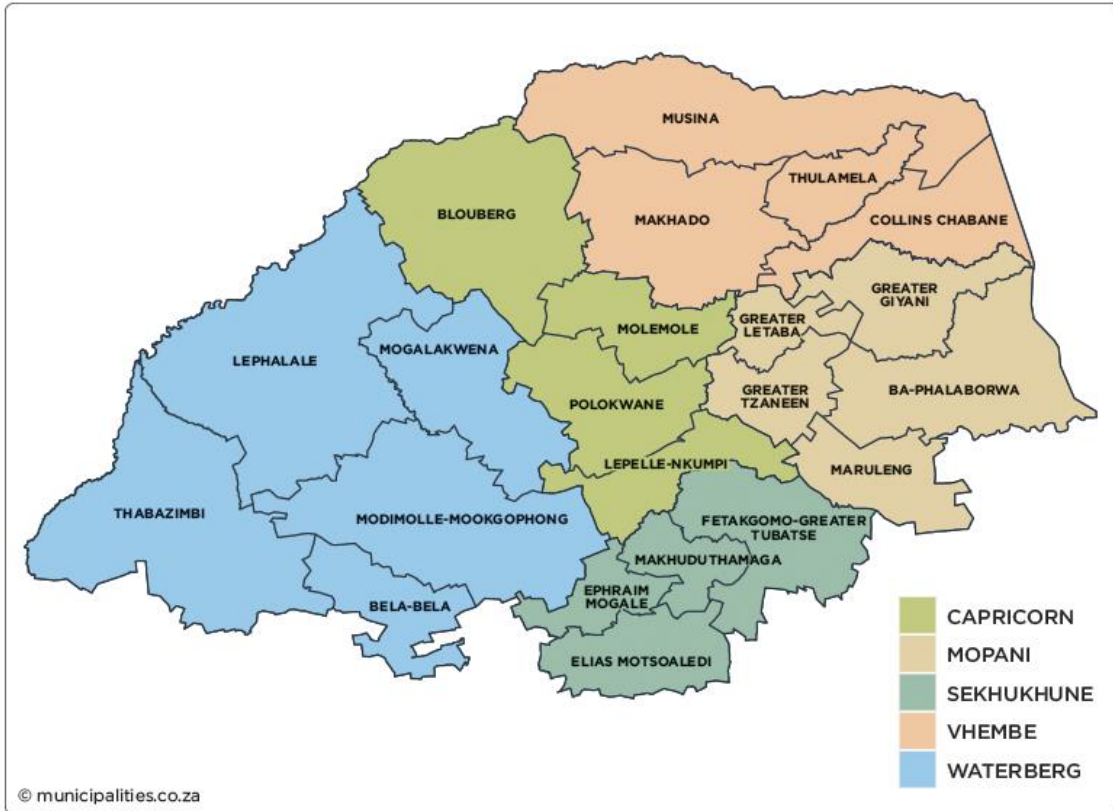 MUSINA
THULAMELA
BLOUBERG
MAKHADO
COLLINS CHABANE
GREATER
GIYANI
GREATER
LETABA
MOLEMOLE
MOGALAKWENA
LEPHALALE
BA-PHALABORWA
GREATER
TZANEEN
POLOKWANE
LEPELLE-NKUMPI
MARULENG
THABAZIMBI
MODIMOLLE-MOOKGOPHONG
FETAKGOMO-GREATER
TUBATSE
MAKHUDUTHAMAGA
EPHRAIM
MOGALE
BELA-BELA
ELIAS MOTSOALEDI
CAPRICORN
MOPANI
SEKHUKHUNE
VHEMBE
WATERBERG
© municipalities.co.za